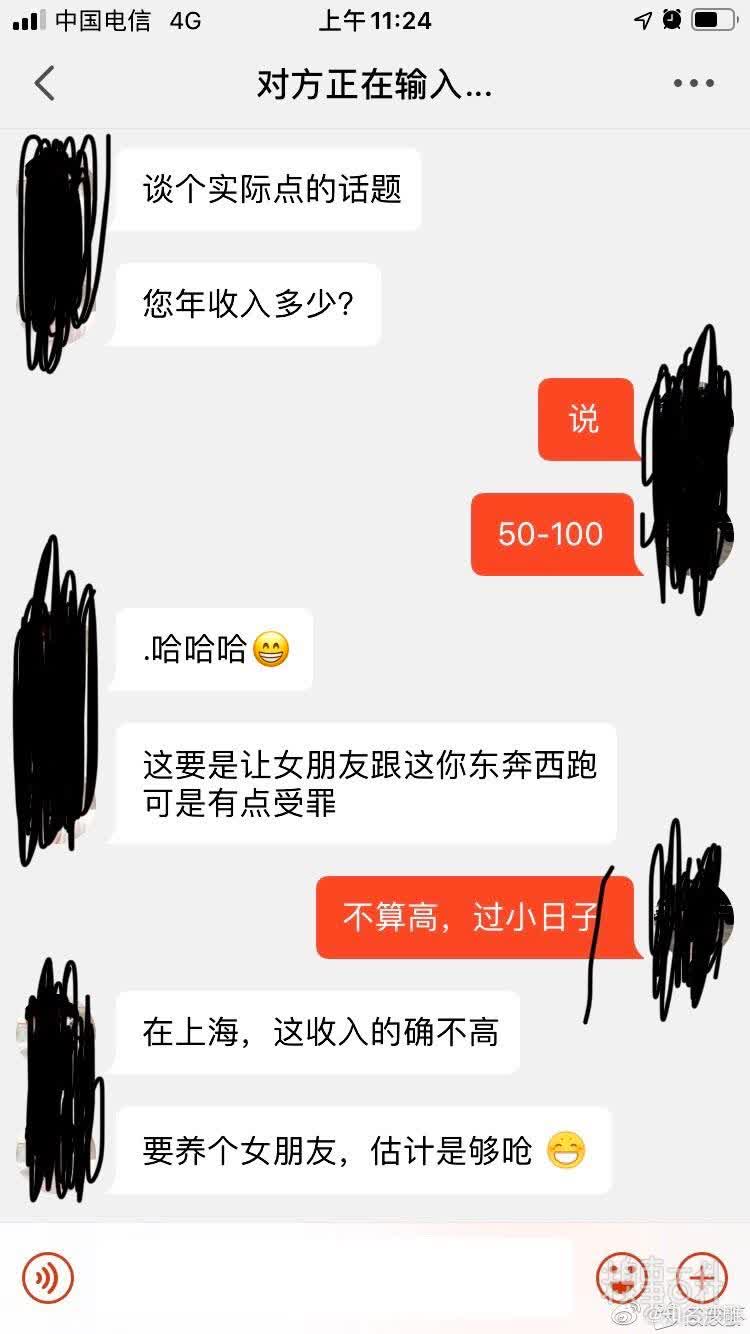 中国电信 4G 上午11:24
对方正在输入...
谈个实际点的话题
您年收入多少?
说
50-100
.哈哈哈😁
这要是让女朋友跟这你东奔西跑
可是有点受罪
不算高，过小日子
在上海，这收入的确不高
要养个女朋友，估计是够呛😁